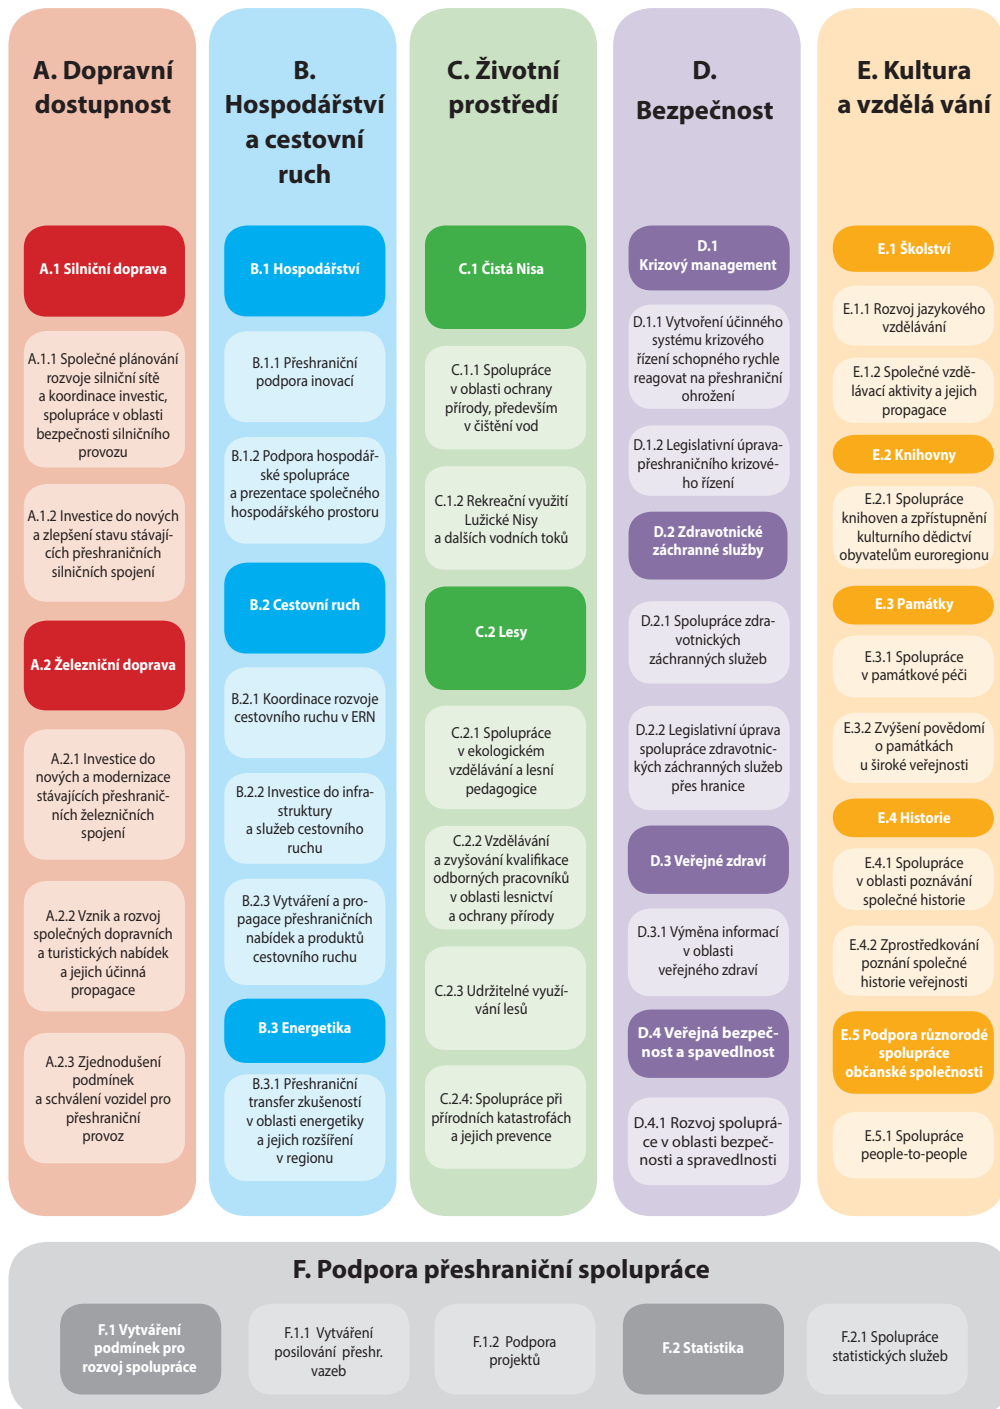 A. Dopravní
dostupnost
A.1 Silniční doprava
A.1.1 Společné plánování
rozvoje silniční sítě
a koordinace investic,
spolupráce v oblasti
bezpečnosti silničního
provozu
A.1.2 Investice do nových
a zlepšení stavu stávají-
cích přeshraničních
silničních spojení
A.2 Železniční doprava
A.2.1 Investice do
nových a modernizace
stávajících přeshranič-
ních železničních
spojení
A.2.2 Vznik a rozvoj
společných dopravních
a turistických nabídek
a jejich účinná
propagace
A.2.3 Zjednodušení
podmínek
a schválení vozidel pro
přeshraniční
provoz
B.
Hospodářství
a cestovní
ruch
B.1 Hospodářství
B.1.1 Přeshraniční
podpora inovací
B.1.2 Podpora hospodář-
ské spolupráce
a prezentace společného
hospodářského prostoru
B.2 Cestovní ruch
B.2.1 Koordinace rozvoje
cestovního ruchu v ERN
B.2.2 Investice do infra-
struktury
a služeb cestovního
ruchu
B.2.3 Vytváření a pro-
pagace přeshraničních
nabídek a produktů
cestovního ruchu
B.3 Energetika
B.3.1 Přeshraniční
transfer zkušeností
v oblasti energetiky
a jejich rozšíření
v regionu
C. Životní
prostředí
C.1 Čistá Nisa
C.1.1 Spolupráce
v oblasti ochrany
přírody, především
v čištění vod
C.1.2 Rekreační využití
Lužické Nisy
a dalších vodních toků
C.2 Lesy
C.2.1 Spolupráce
v ekologickém
vzdělávání a lesní
pedagogice
C.2.2 Vzdělávání
a zvyšování kvalifikace
odborných pracovníků
v oblasti lesnictví
a ochrany přírody
C.2.3 Udržitelné využí-
vání lesů
C.2.4: Spolupráce při
přírodních katastrofách
a jejich prevence
D.
Bezpečnost
D.1
Krizový management
D.1.1 Vytvoření účinného
systému krizového
řízení schopného rychle
reagovat na přeshraniční
ohrožení
D.1.2 Legislativní úprava-
přeshraničního krizové-
ho řízení
D.2 Zdravotnické
záchranné služby
D.2.1 Spolupráce zdra-
votnických
záchranných služeb
D.2.2 Legislativní úprava
spolupráce zdravotnic-
kých záchranných služeb
přes hranice
D.3 Veřejné zdraví
D.3.1 Výměna informací
v oblasti
veřejného zdraví
D.4 Veřejná bezpeč-
nost a spavedlnost
D.4.1 Rozvoj spoluprá-
ce v oblasti bezpeč-
nosti a spravedlnosti
E. Kultura
a vzdělá vání
E.1 Školství
E.1.1 Rozvoj jazykového
vzdělávání
E.1.2 Společné vzdě-
lávací aktivity a jejich
propagace
E.2 Knihovny
E.2.1 Spolupráce
knihoven a zpřístupnění
kulturního dědictví
obyvatelům euroregionu
E.3 Památky
E.3.1 Spolupráce
v památkové péči
E.3.2 Zvýšení povědomí
o památkách
u široké veřejnosti
E.4 Historie
E.4.1 Spolupráce
v oblasti poznávání
společné historie
E.4.2 Zprostředkování
poznání společné
historie veřejnosti
E.5 Podpora různorodé
spolupráce
občanské společnosti
E.5.1 Spolupráce
people-to-people
F. Podpora přeshraniční spolupráce
F.1 Vytváření
podmínek pro
rozvoj spolupráce
F.1.1 Vytváření
posilování přeshr.
vazeb
F.1.2 Podpora
projektů
F.2 Statistika
F.2.1 Spolupráce
statistických služeb